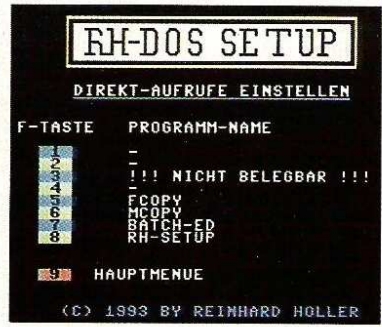 RH-DOS SETUP
DIREKT-AUFRUFE EINSTELLEN
F-TASTE PROGRAMM-NAME
1 -
2 -
3 !!! NICHT BELEGBAR !!!
4 -
5 FCOPY
6 MCOPY
7 BATCH-ED
8 RH-SETUP
9 HAUPTMENUE
(C) 1993 BY REINHARD HOLLER